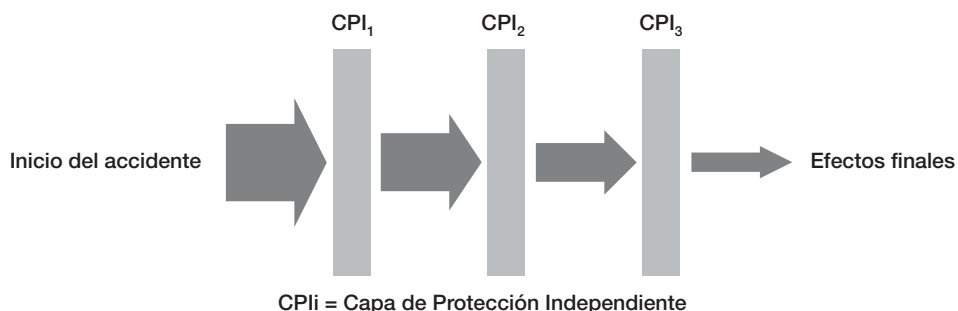 CPI₁ CPI₂ CPI₃
Inicio del accidente Efectos finales
CPIi = Capa de Protección Independiente